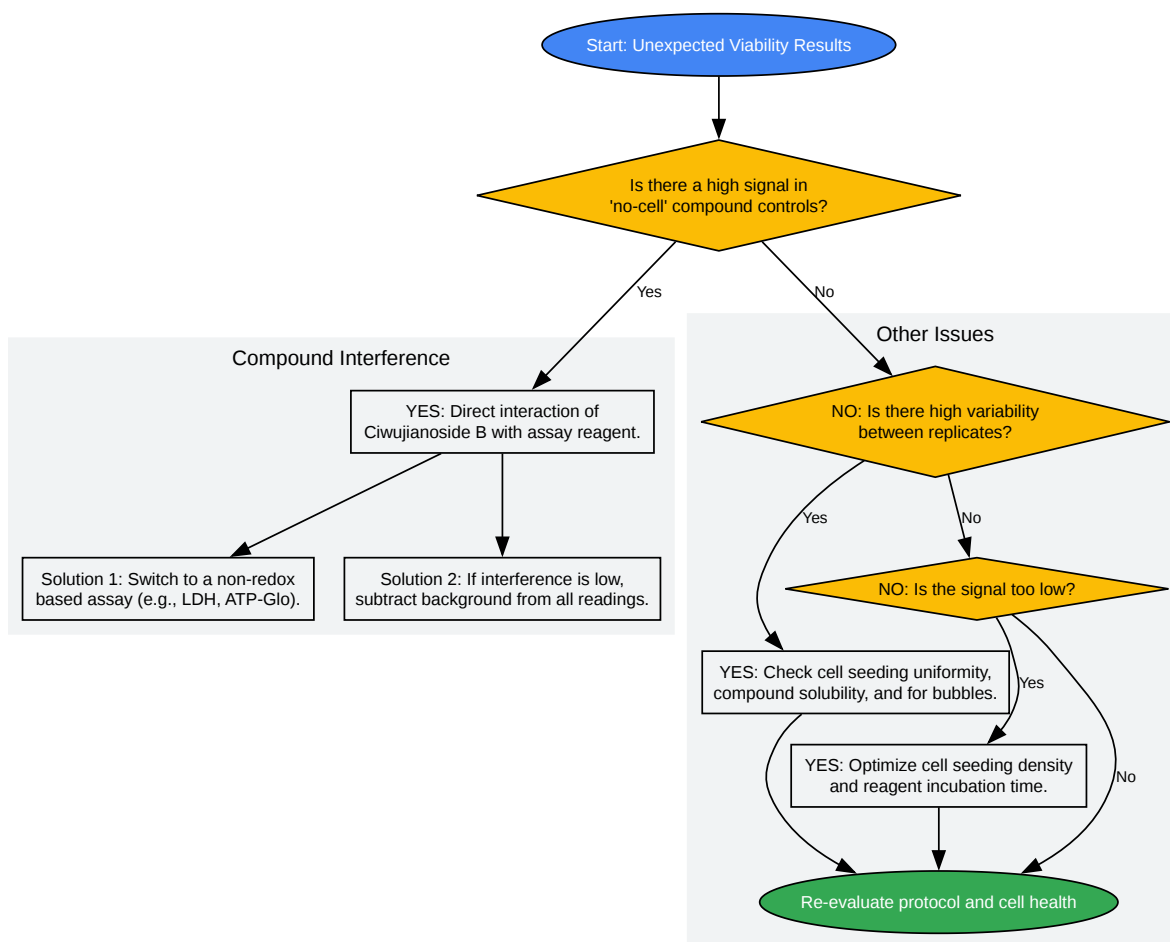 Start: Unexpected Viability Results
Is there a high signal in
'no-cell' compound controls?
Yes
No
Compound Interference
YES: Direct interaction of
Ciwujianoside B with assay reagent.
Solution 1: Switch to a non-redox
based assay (e.g., LDH, ATP-Glo).
Solution 2: If interference is low,
subtract background from all readings.
Other Issues
NO: Is there high variability
between replicates?
Yes
No
NO: Is the signal too low?
YES: Check cell seeding uniformity,
compound solubility, and for bubbles.
Yes
YES: Optimize cell seeding density
and reagent incubation time.
No
Re-evaluate protocol and cell health